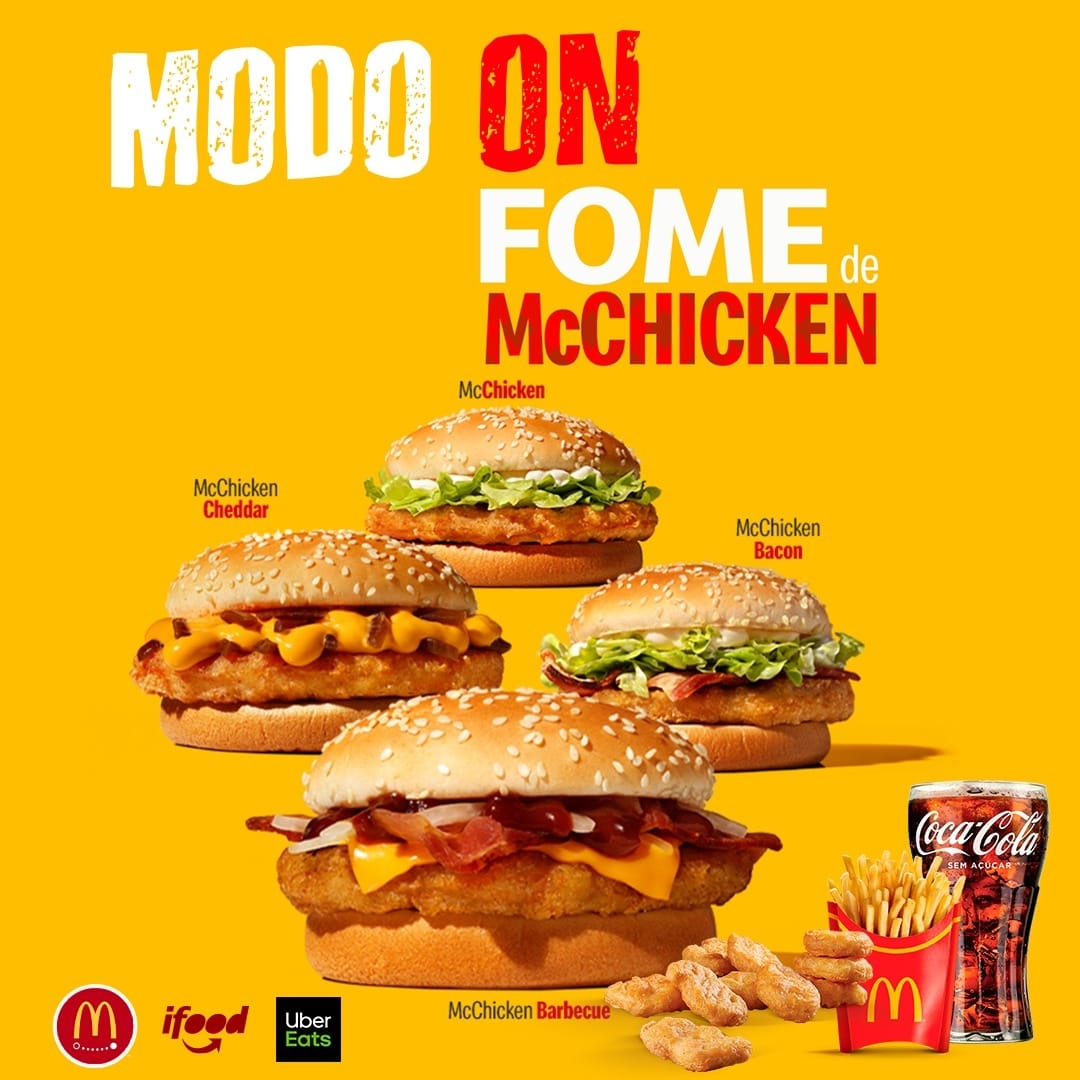 MODO ON
FOME de
McCHICKEN
McChicken
McChicken
Cheddar
McChicken
Bacon
McChicken Barbecue
Coca-Cola
SEM AÇÚCAR
M
M
ifood
Uber
Eats